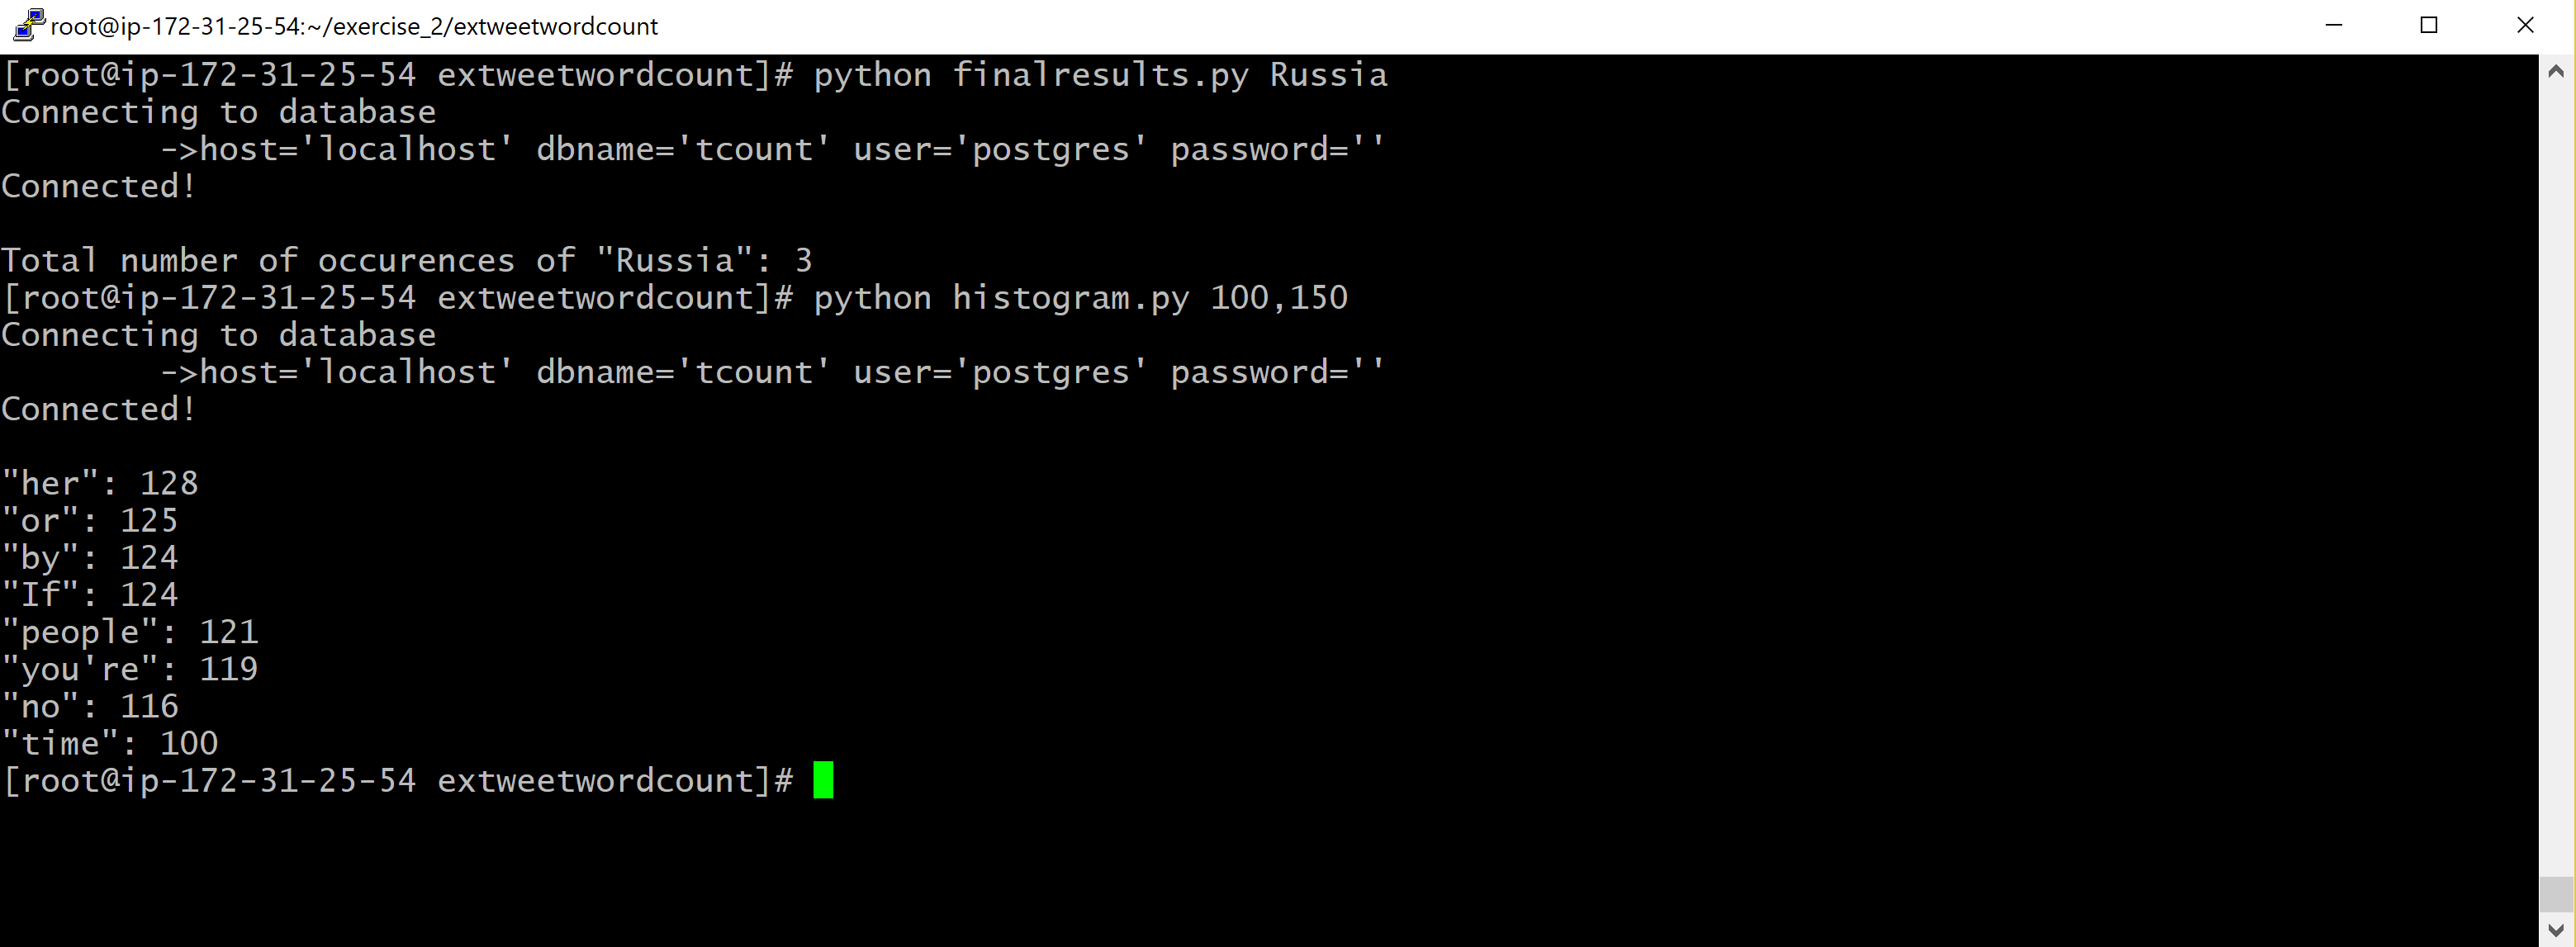 root@ip-172-31-25-54:~/exercise_2/extweetwordcount
[root@ip-172-31-25-54 extweetwordcount]# python finalresults.py Russia
Connecting to database
        ->host='localhost' dbname='tcount' user='postgres' password=''
Connected!
Total number of occurences of "Russia": 3
[root@ip-172-31-25-54 extweetwordcount]# python histogram.py 100,150
Connecting to database
        ->host='localhost' dbname='tcount' user='postgres' password=''
Connected!
"her": 128
"or": 125
"by": 124
"If": 124
"people": 121
"you're": 119
"no": 116
"time": 100
[root@ip-172-31-25-54 extweetwordcount]#